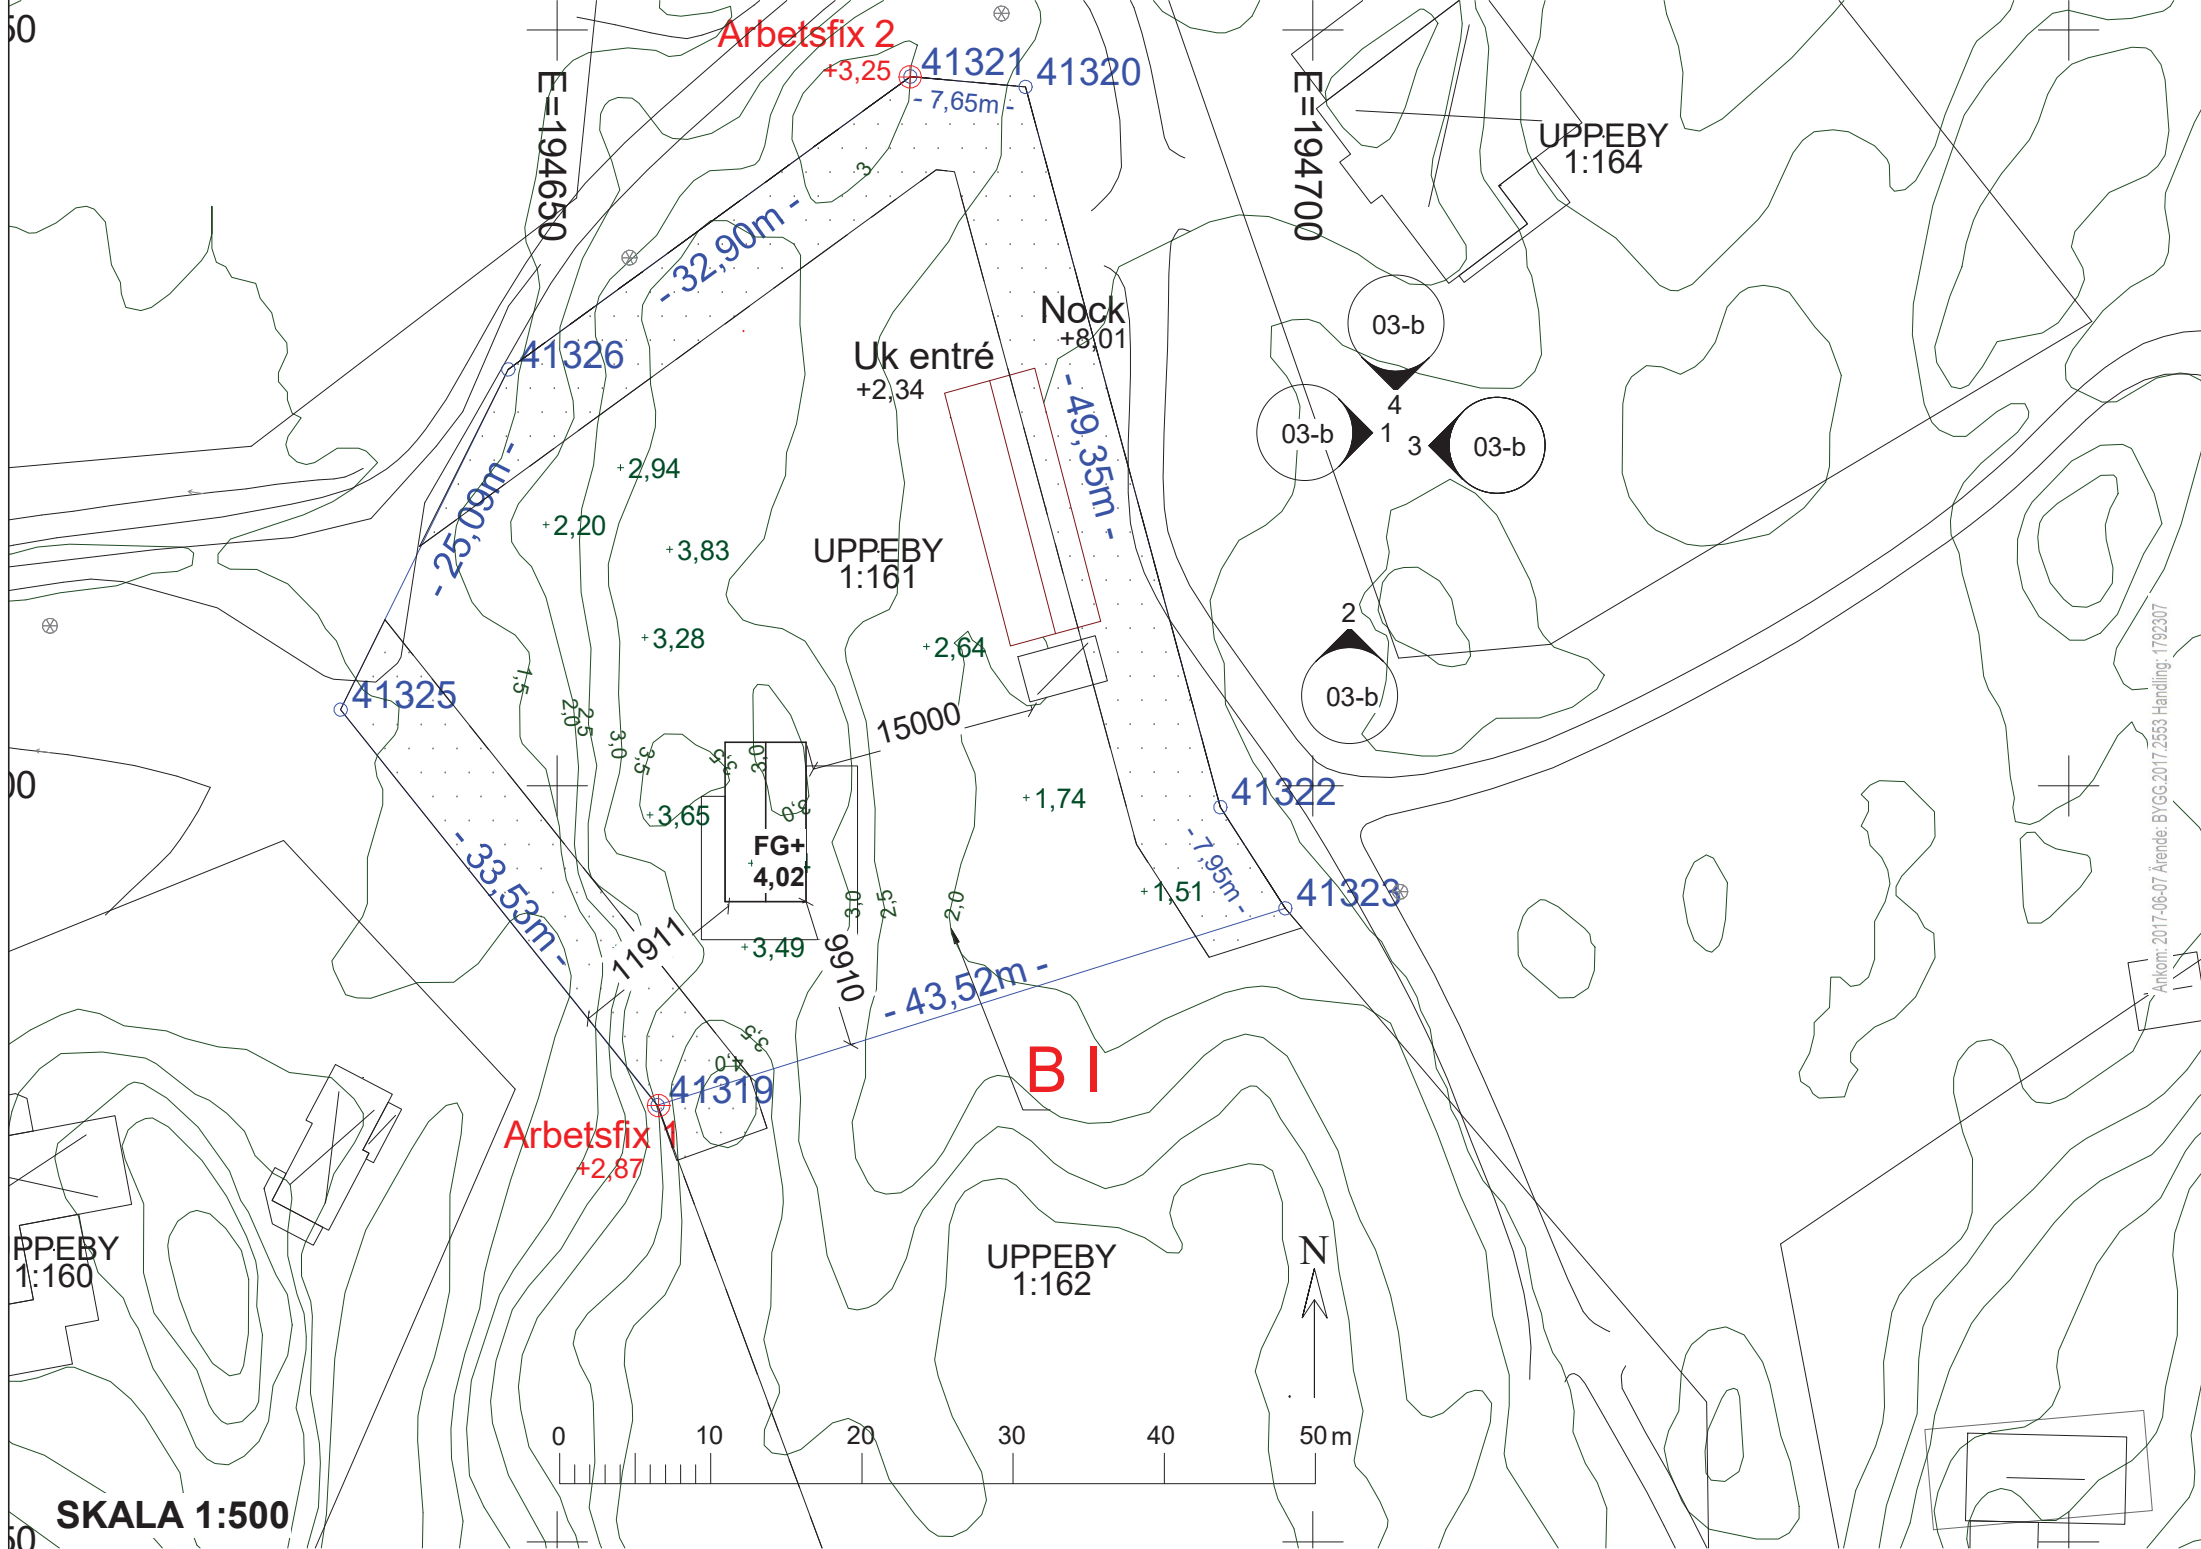 50
Arbetsfix 2
+3,25
41321
41320
- 7,65m -
E=194650
E=194700
UPPEBY
1:164
3
- 32,90m -
Nock
+8,01
03-b
4
Uk entré
+2,34
41326
03-b
1
3
03-b
- 49,35m -
- 25,09m -
+2,94
+2,20
+3,83
UPPEBY
1:161
+3,28
+2,64
2
03-b
1,5
41325
2,0
2,5
3,0
3,5
3,5
3,0
15000
00
3,0
+1,74
41322
+3,65
FG+
4,02
- 33,53m -
- 7,95m -
+1,51
41323
3,0
2,5
2,0
11911
+3,49
9910
- 43,52m -
3,5
4,0
B I
41319
Arbetsfix 1
+2,87
PPEBY
1:160
UPPEBY
1:162
N
0
10
20
30
40
50 m
SKALA 1:500
50
Ankom: 2017-06-07 Ärende: BYGG.2017.2553 Handling: 1792307